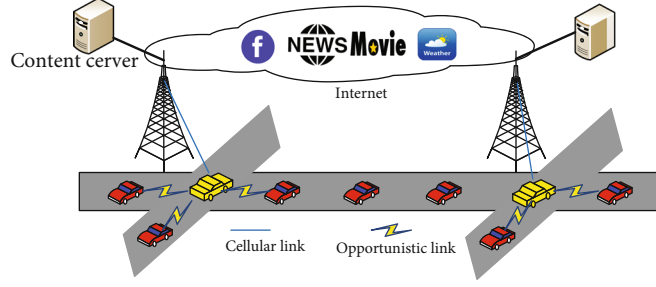 f
NEWS Movie
Weather
Content cerver
Internet
Cellular link
Opportunistic link